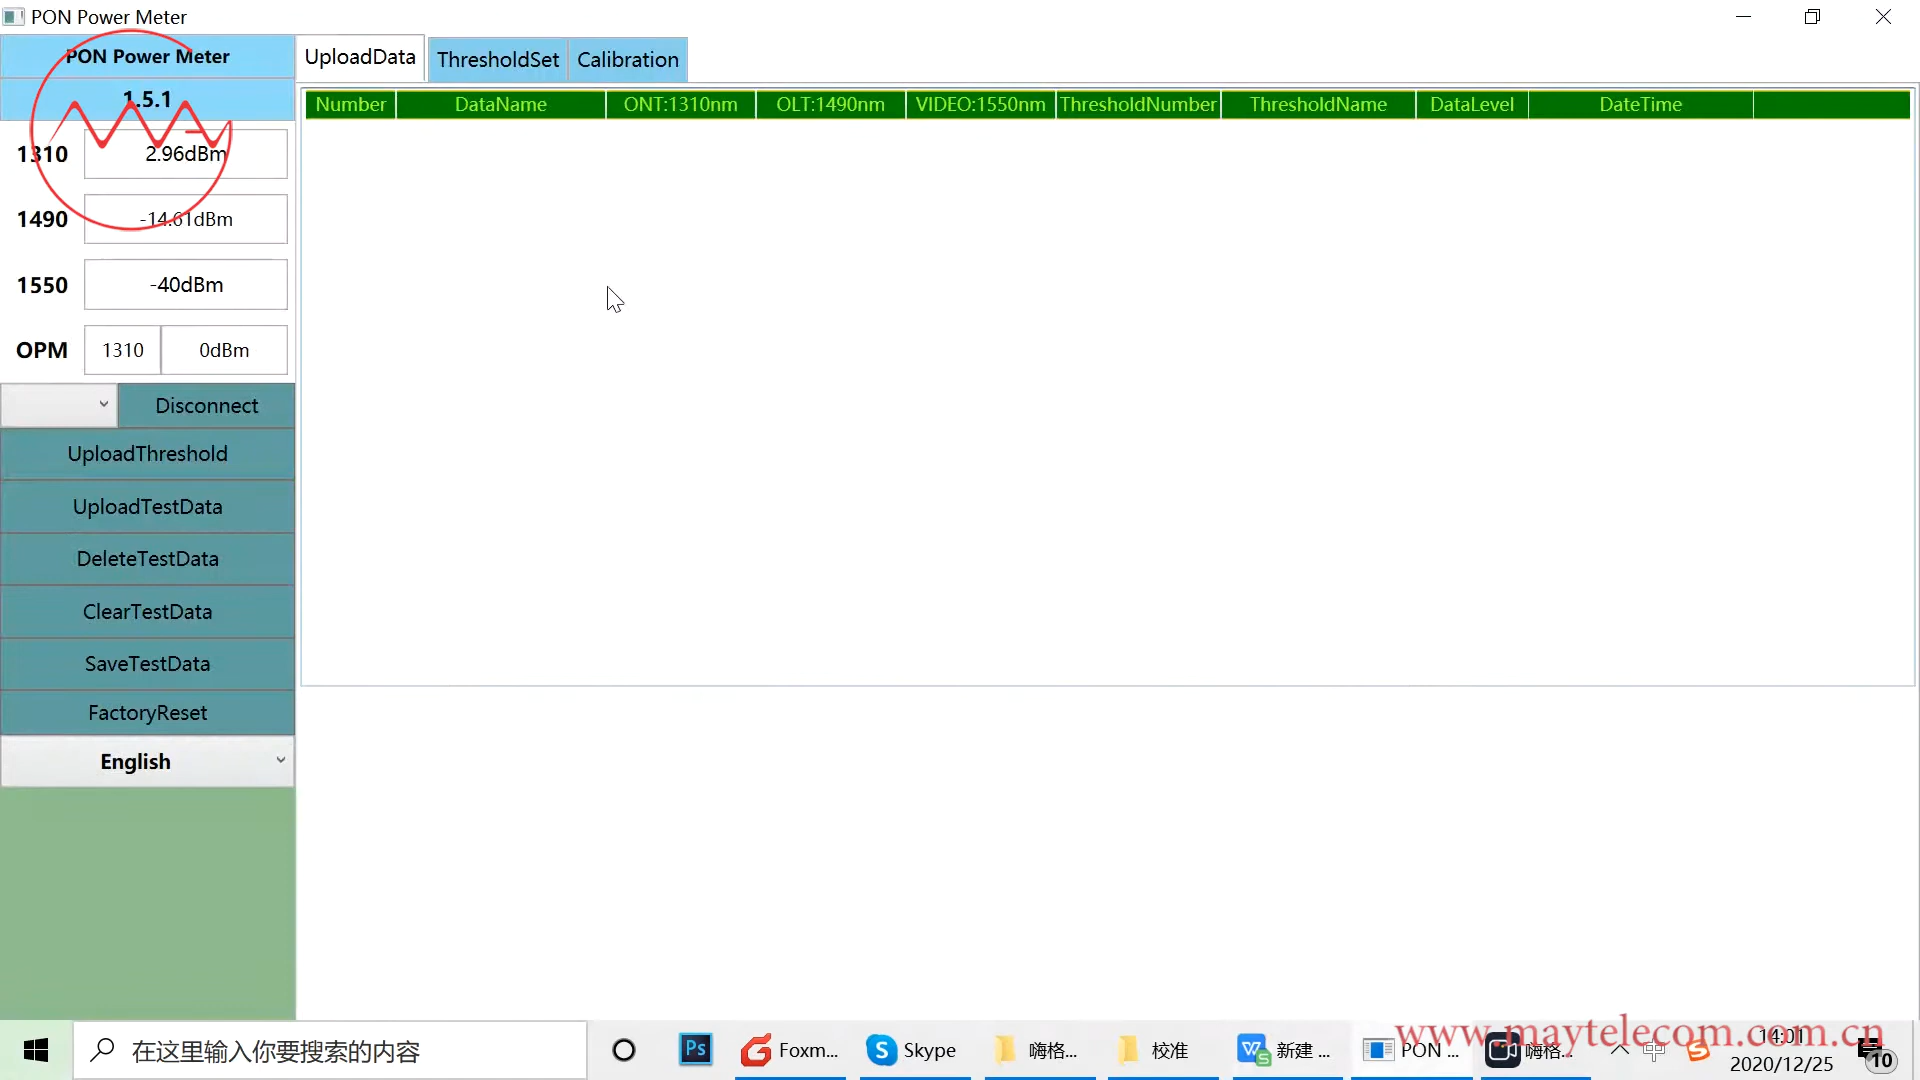 PON Power Meter
PON Power Meter
1.5.1
1310 2.96dBm
1490 -14.61dBm
1550 -40dBm
OPM 1310 0dBm
Disconnect
UploadThreshold
UploadTestData
DeleteTestData
ClearTestData
SaveTestData
FactoryReset
English
UploadData ThresholdSet Calibration
Number DataName ONT:1310nm OLT:1490nm VIDEO:1550nm ThresholdNumber ThresholdName DataLevel DateTime
在这里输入你要搜索的内容 Ps Foxm... Skype 嗨格... 校准 新建 ... PON ... 嗨格... 中 14:01
2020/12/25 10
www.maytelecom.com.cn